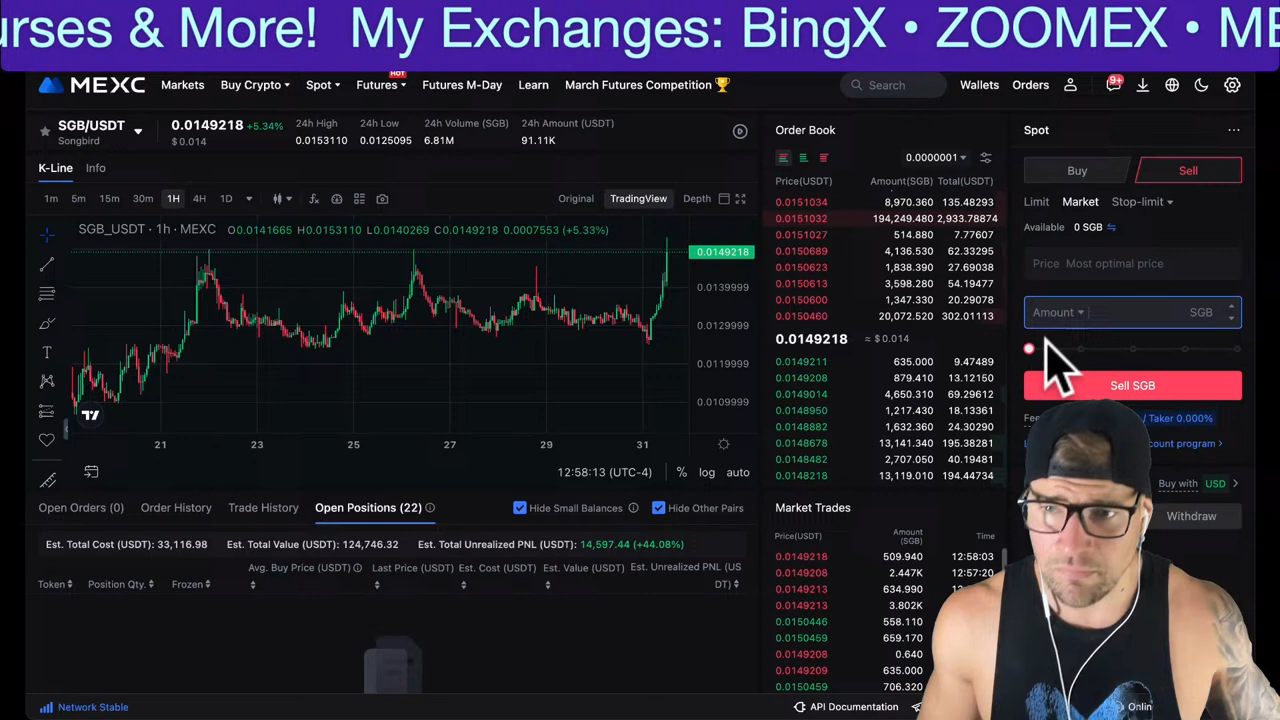 urses & More! My Exchanges: BingX • ZOOMEX • ME
MEXC Markets Buy Crypto Spot Futures HOT Futures M-Day Learn March Futures Competition Search Wallets Orders 9+
SGB/USDT
Songbird
0.0149218 +5.34%
$ 0.014
24h High
0.0153110
24h Low
0.0125095
24h Volume (SGB)
6.81M
24h Amount (USDT)
91.11K
K-Line Info
1m 5m 15m 30m 1H 4H 1D Original TradingView Depth
SGB_USDT · 1h · MEXC O0.0141665 H0.0153110 L0.0140269 C0.0149218 0.0007553 (+5.33%)
0.0149218
0.0139999
0.0129999
0.0119999
0.0109999
21 23 25 27 29 31
12:58:13 (UTC-4) % log auto
Open Orders (0) Order History Trade History Open Positions (22) Hide Small Balances Hide Other Pairs
Est. Total Cost (USDT): 33,116.98 Est. Total Value (USDT): 124,746.32 Est. Total Unrealized PNL (USDT): 14,597.44 (+44.08%)
Token Position Qty. Frozen Avg. Buy Price (USDT) Last Price (USDT) Est. Cost (USDT) Est. Value (USDT) Est. Unrealized PNL (US
DT)
Network Stable
Order Book
0.0000001
Price(USDT) Amount(SGB) Total(USDT)
0.0151034 8,970.360 135.48293
0.0151032 194,249.480 2,933.78874
0.0151027 514.880 7.77607
0.0150689 4,136.530 62.33295
0.0150623 1,838.390 27.69038
0.0150613 3,598.280 54.19477
0.0150600 1,347.330 20.29078
0.0150460 20,072.520 302.01113
0.0149218 ≈ $ 0.014
0.0149211 635.000 9.47489
0.0149208 879.410 13.12150
0.0149014 4,650.310 69.29612
0.0148950 1,217.430 18.13361
0.0148882 1,632.360 24.30290
0.0148678 13,141.340 195.38281
0.0148482 2,707.050 40.19481
0.0148218 13,119.010 194.44734
Market Trades
Price(USDT) Amount (SGB) Time
0.0149218 509.940 12:58:03
0.0149208 2.447K 12:57:20
0.0149213 634.990
0.0149213 3.802K
0.0150446 558.110
0.0150459 659.170
0.0149208 0.640
0.0149209 635.000
0.0150459 706.320
API Documentation
Spot
Buy Sell
Limit Market Stop-limit
Available 0 SGB
Price Most optimal price
Amount SGB
Sell SGB
/ Taker 0.000%
count program
Buy with USD
Withdraw
Onlin